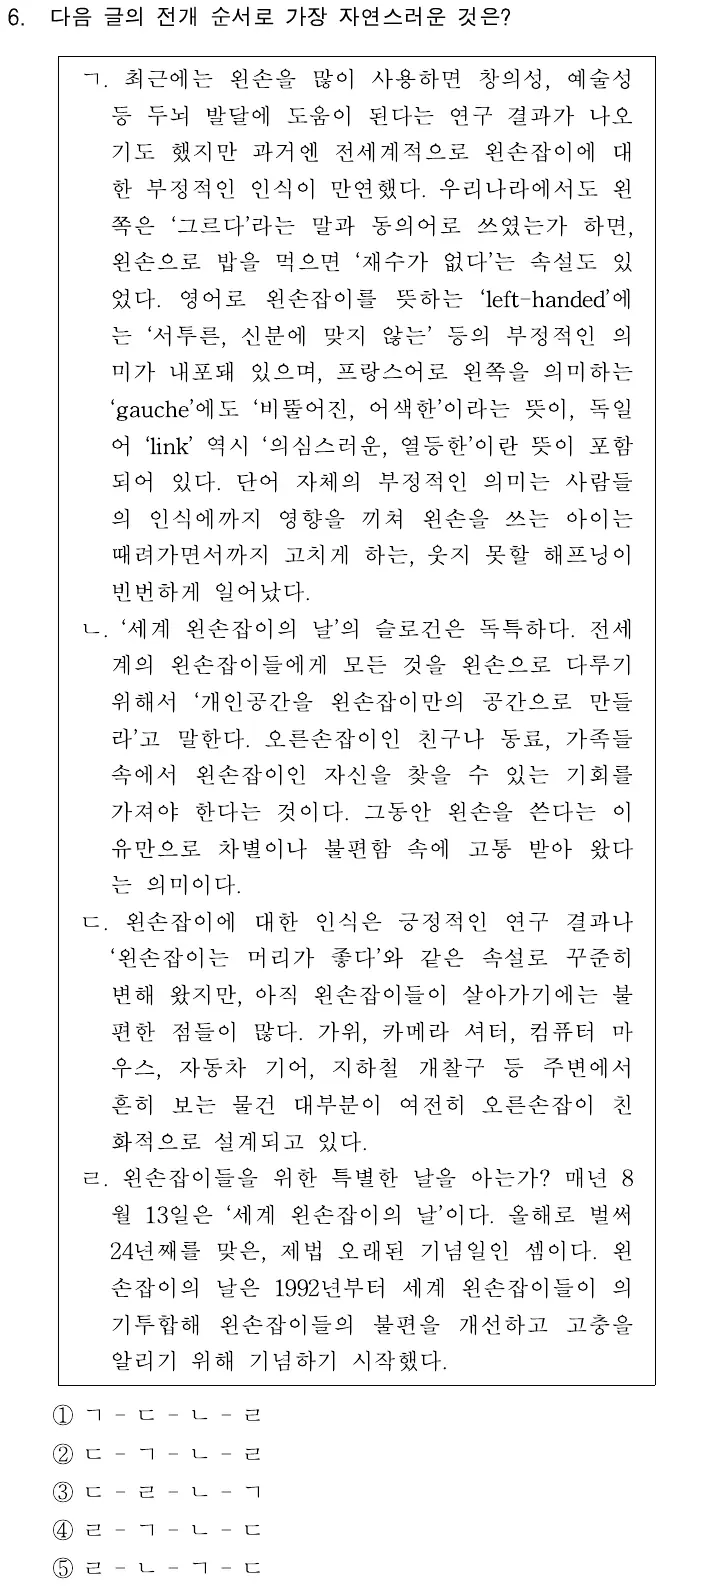 6. 다음 글의 전개 순서로 가장 자연스러운 것은?
ㄱ. 최근에는 왼손을 많이 사용하면 창의성, 예술성
등 두뇌 발달에 도움이 된다는 연구 결과가 나오
기도 했지만 과거엔 전세계적으로 왼손잡이에 대
한 부정적인 인식이 만연했다. 우리나라에서도 왼
쪽은 ‘그르다’라는 말과 동의어로 쓰였는가 하면,
왼손으로 밥을 먹으면 ‘재수가 없다’는 속설도 있
었다. 영어로 왼손잡이를 뜻하는 ‘left-handed’에
는 ‘서투른, 신분에 맞지 않는’ 등의 부정적인 의
미가 내포돼 있으며, 프랑스어로 왼쪽을 의미하는
‘gauche’에도 ‘비뚤어진, 어색한’이라는 뜻이, 독일
어 ‘link’ 역시 ‘의심스러운, 열등한’이란 뜻이 포함
되어 있다. 단어 자체의 부정적인 의미는 사람들
의 인식에까지 영향을 끼쳐 왼손을 쓰는 아이는
때려가면서까지 고치게 하는, 웃지 못할 해프닝이
빈번하게 일어났다.
ㄴ. ‘세계 왼손잡이의 날’의 슬로건은 독특하다. 전세
계의 왼손잡이들에게 모든 것을 왼손으로 다루기
위해서 ‘개인공간을 왼손잡이만의 공간으로 만들
라’고 말한다. 오른손잡이인 친구나 동료, 가족들
속에서 왼손잡이인 자신을 찾을 수 있는 기회를
가져야 한다는 것이다. 그동안 왼손을 쓴다는 이
유만으로 차별이나 불편함 속에 고통 받아 왔다
는 의미이다.
ㄷ. 왼손잡이에 대한 인식은 긍정적인 연구 결과나
‘왼손잡이는 머리가 좋다’와 같은 속설로 꾸준히
변해 왔지만, 아직 왼손잡이들이 살아가기에는 불
편한 점들이 많다. 가위, 카메라 셔터, 컴퓨터 마
우스, 자동차 기어, 지하철 개찰구 등 주변에서
흔히 보는 물건 대부분이 여전히 오른손잡이 친
화적으로 설계되고 있다.
ㄹ. 왼손잡이들을 위한 특별한 날을 아는가? 매년 8
월 13일은 ‘세계 왼손잡이의 날’이다. 올해로 벌써
24년째를 맞은, 제법 오래된 기념일인 셈이다. 왼
손잡이의 날은 1992년부터 세계 왼손잡이들이 의
기투합해 왼손잡이들의 불편을 개선하고 고충을
알리기 위해 기념하기 시작했다.
① ㄱ - ㄷ - ㄴ - ㄹ
② ㄷ - ㄱ - ㄴ - ㄹ
③ ㄷ - ㄹ - ㄴ - ㄱ
④ ㄹ - ㄱ - ㄴ - ㄷ
⑤ ㄹ - ㄴ - ㄱ - ㄷ